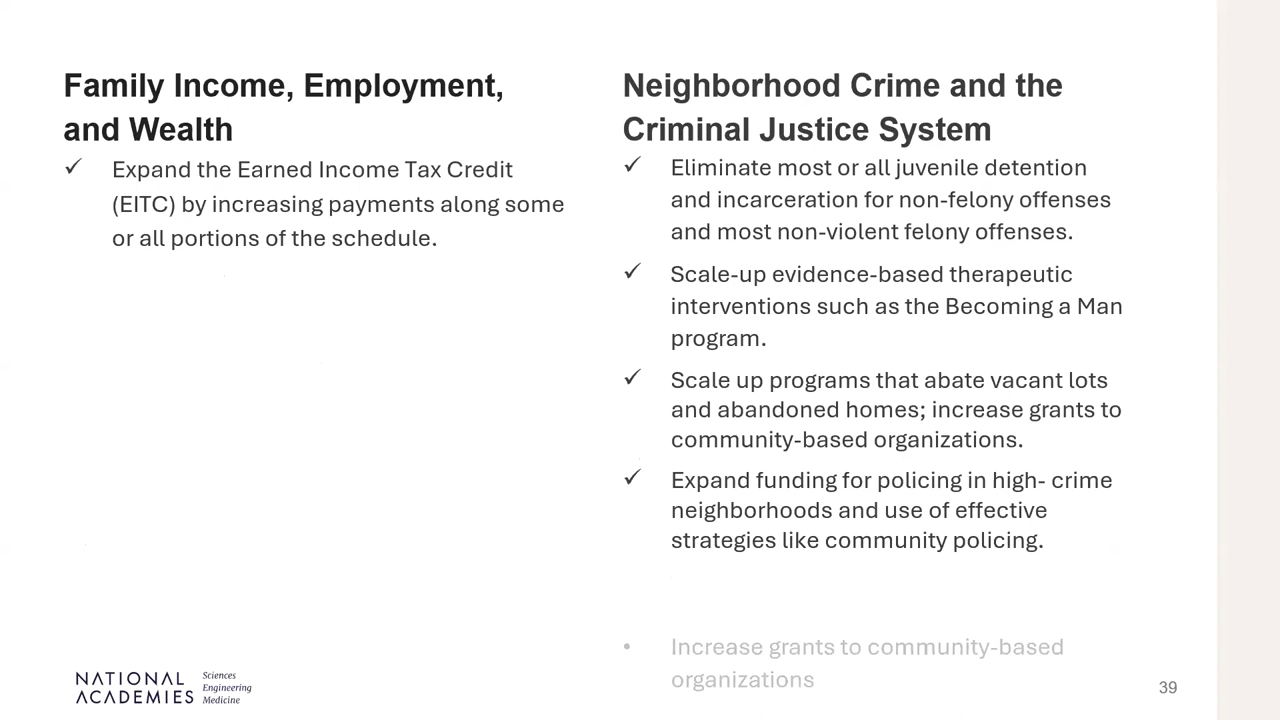 Family Income, Employment,
and Wealth
✓ Expand the Earned Income Tax Credit
(EITC) by increasing payments along some
or all portions of the schedule.
Neighborhood Crime and the
Criminal Justice System
✓ Eliminate most or all juvenile detention
and incarceration for non-felony offenses
and most non-violent felony offenses.
✓ Scale-up evidence-based therapeutic
interventions such as the Becoming a Man
program.
✓ Scale up programs that abate vacant lots
and abandoned homes; increase grants to
community-based organizations.
✓ Expand funding for policing in high- crime
neighborhoods and use of effective
strategies like community policing.
• Increase grants to community-based
organizations
NATIONAL
ACADEMIES
Sciences
Engineering
Medicine
39